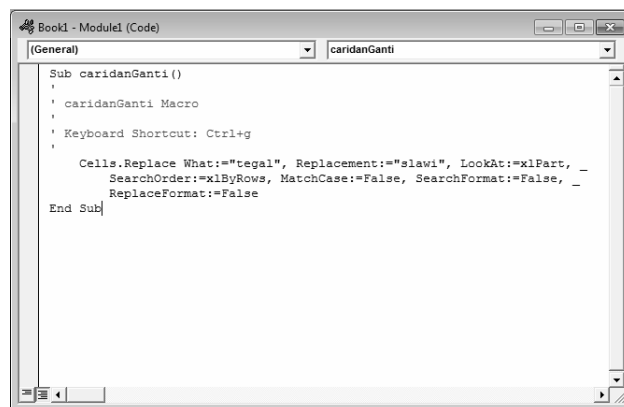 Book1 - Module1 (Code)
(General) caridanGanti
Sub caridanGanti()
'
' caridanGanti Macro
'
' Keyboard Shortcut: Ctrl+g
'
Cells.Replace What:="tegal", Replacement:="slawi", LookAt:=xlPart, _
SearchOrder:=xlByRows, MatchCase:=False, SearchFormat:=False, _
ReplaceFormat:=False
End Sub